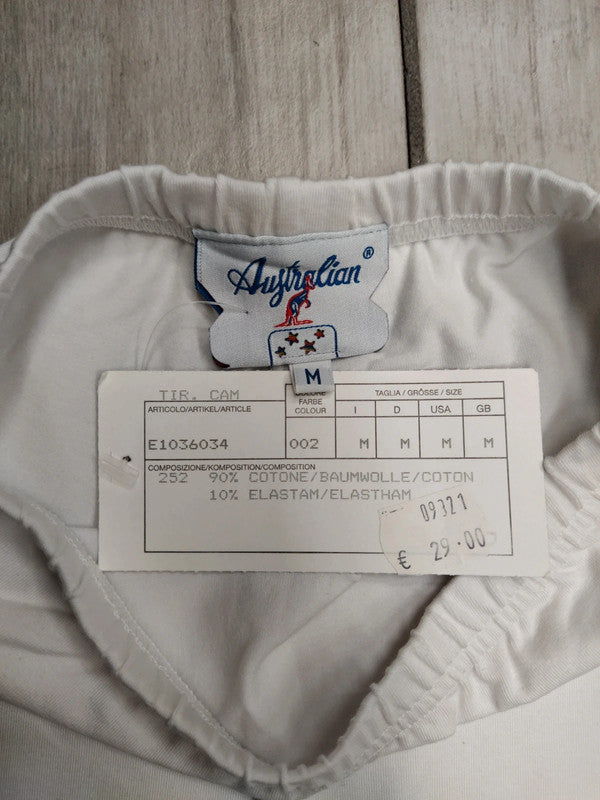 Australian ®
M
TIR. CAM
COLORE TAGLIA / GRÖSSE / SIZE
ARTICOLO/ARTIKEL/ARTICLE FARBE COLOUR I D USA GB
E1036034 002 M M M M
COMPOSIZIONE/KOMPOSITION/COMPOSITION
252 90% COTONE/BAUMWOLLE/COTON
10% ELASTAM/ELASTHAM
09321
€ 29.00